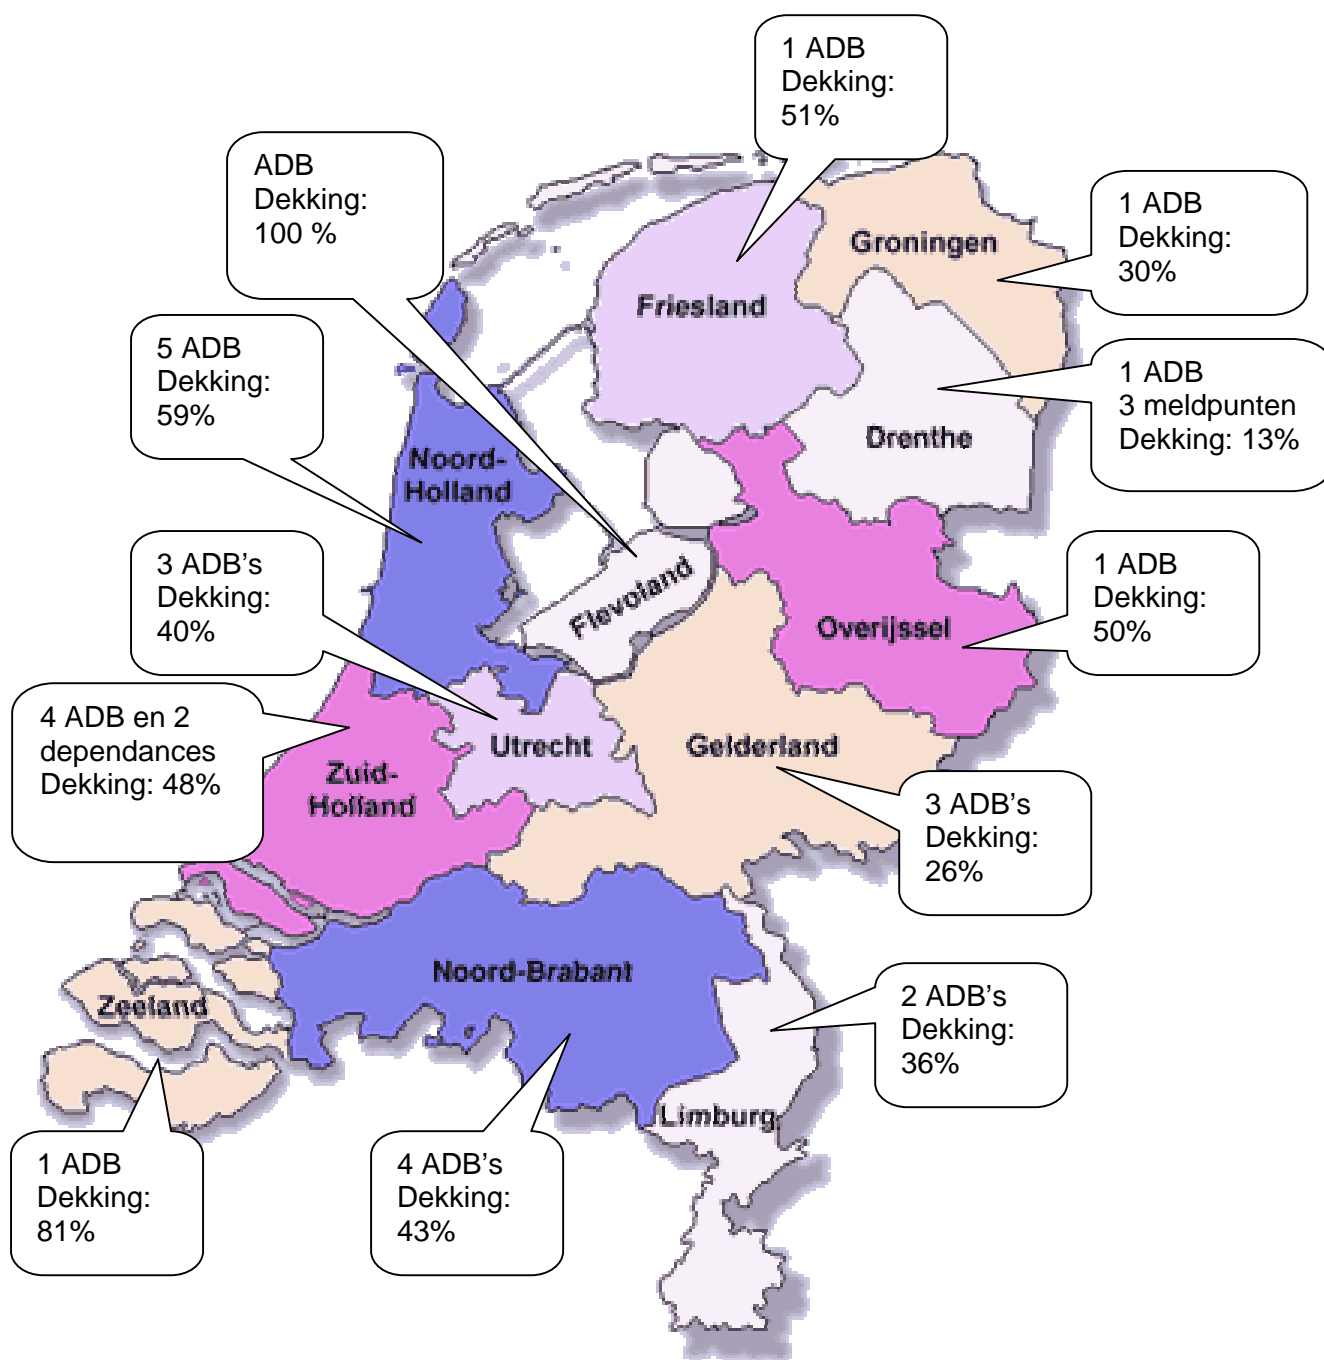 1 ADB
Dekking:
51%
ADB
Dekking:
100 %
1 ADB
Dekking:
30%
Groningen
Friesland
5 ADB
Dekking:
59%
1 ADB
3 meldpunten
Dekking: 13%
Drenthe
Noord-
Holland
3 ADB's
Dekking:
40%
Flevoland
1 ADB
Dekking:
50%
Overijssel
4 ADB en 2
dependances
Dekking: 48%
Utrecht
Gelderland
Zuid-
Holland
3 ADB's
Dekking:
26%
Noord-Brabant
Zeeland
2 ADB's
Dekking:
36%
Limburg
1 ADB
Dekking:
81%
4 ADB's
Dekking:
43%